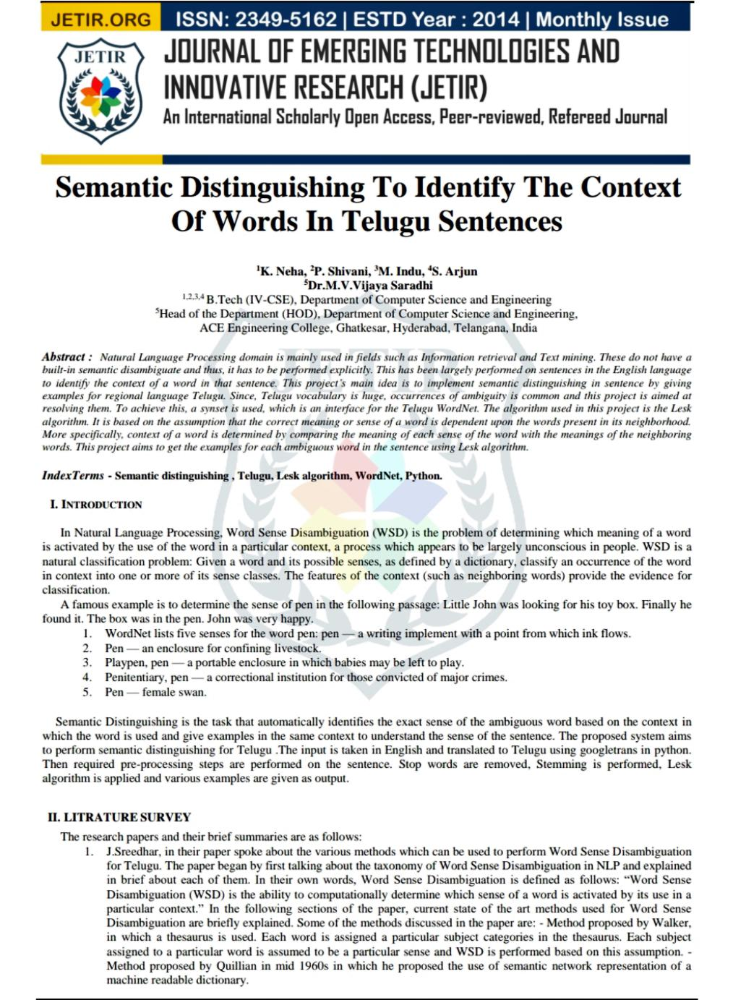 JETIR.ORG ISSN: 2349-5162 | ESTD Year : 2014 | Monthly Issue
JETIR
JOURNAL OF EMERGING TECHNOLOGIES AND
INNOVATIVE RESEARCH (JETIR)
An International Scholarly Open Access, Peer-reviewed, Refereed Journal
Semantic Distinguishing To Identify The Context
Of Words In Telugu Sentences
¹K. Neha, ²P. Shivani, ³M. Indu, ⁴S. Arjun
⁵Dr.M.V.Vijaya Saradhi
¹,²,³,⁴ B.Tech (IV-CSE), Department of Computer Science and Engineering
⁵Head of the Department (HOD), Department of Computer Science and Engineering,
ACE Engineering College, Ghatkesar, Hyderabad, Telangana, India
Abstract : Natural Language Processing domain is mainly used in fields such as Information retrieval and Text mining. These do not have a
built-in semantic disambiguate and thus, it has to be performed explicitly. This has been largely performed on sentences in the English language
to identify the context of a word in that sentence. This project's main idea is to implement semantic distinguishing in sentence by giving
examples for regional language Telugu. Since, Telugu vocabulary is huge, occurrences of ambiguity is common and this project is aimed at
resolving them. To achieve this, a synset is used, which is an interface for the Telugu WordNet. The algorithm used in this project is the Lesk
algorithm. It is based on the assumption that the correct meaning or sense of a word is dependent upon the words present in its neighborhood.
More specifically, context of a word is determined by comparing the meaning of each sense of the word with the meanings of the neighboring
words. This project aims to get the examples for each ambiguous word in the sentence using Lesk algorithm.
IndexTerms - Semantic distinguishing , Telugu, Lesk algorithm, WordNet, Python.
I. INTRODUCTION
In Natural Language Processing, Word Sense Disambiguation (WSD) is the problem of determining which meaning of a word
is activated by the use of the word in a particular context, a process which appears to be largely unconscious in people. WSD is a
natural classification problem: Given a word and its possible senses, as defined by a dictionary, classify an occurrence of the word
in context into one or more of its sense classes. The features of the context (such as neighboring words) provide the evidence for
classification.
A famous example is to determine the sense of pen in the following passage: Little John was looking for his toy box. Finally he
found it. The box was in the pen. John was very happy.
1. WordNet lists five senses for the word pen: pen — a writing implement with a point from which ink flows.
2. Pen — an enclosure for confining livestock.
3. Playpen, pen — a portable enclosure in which babies may be left to play.
4. Penitentiary, pen — a correctional institution for those convicted of major crimes.
5. Pen — female swan.
Semantic Distinguishing is the task that automatically identifies the exact sense of the ambiguous word based on the context in
which the word is used and give examples in the same context to understand the sense of the sentence. The proposed system aims
to perform semantic distinguishing for Telugu .The input is taken in English and translated to Telugu using googletrans in python.
Then required pre-processing steps are performed on the sentence. Stop words are removed, Stemming is performed, Lesk
algorithm is applied and various examples are given as output.
II. LITRATURE SURVEY
The research papers and their brief summaries are as follows:
1. J.Sreedhar, in their paper spoke about the various methods which can be used to perform Word Sense Disambiguation
for Telugu. The paper began by first talking about the taxonomy of Word Sense Disambiguation in NLP and explained
in brief about each of them. In their own words, Word Sense Disambiguation is defined as follows: “Word Sense
Disambiguation (WSD) is the ability to computationally determine which sense of a word is activated by its use in a
particular context.” In the following sections of the paper, current state of the art methods used for Word Sense
Disambiguation are briefly explained. Some of the methods discussed in the paper are: - Method proposed by Walker,
in which a thesaurus is used. Each word is assigned a particular subject categories in the thesaurus. Each subject
assigned to a particular word is assumed to be a particular sense and WSD is performed based on this assumption. -
Method proposed by Quillian in mid 1960s in which he proposed the use of semantic network representation of a
machine readable dictionary.